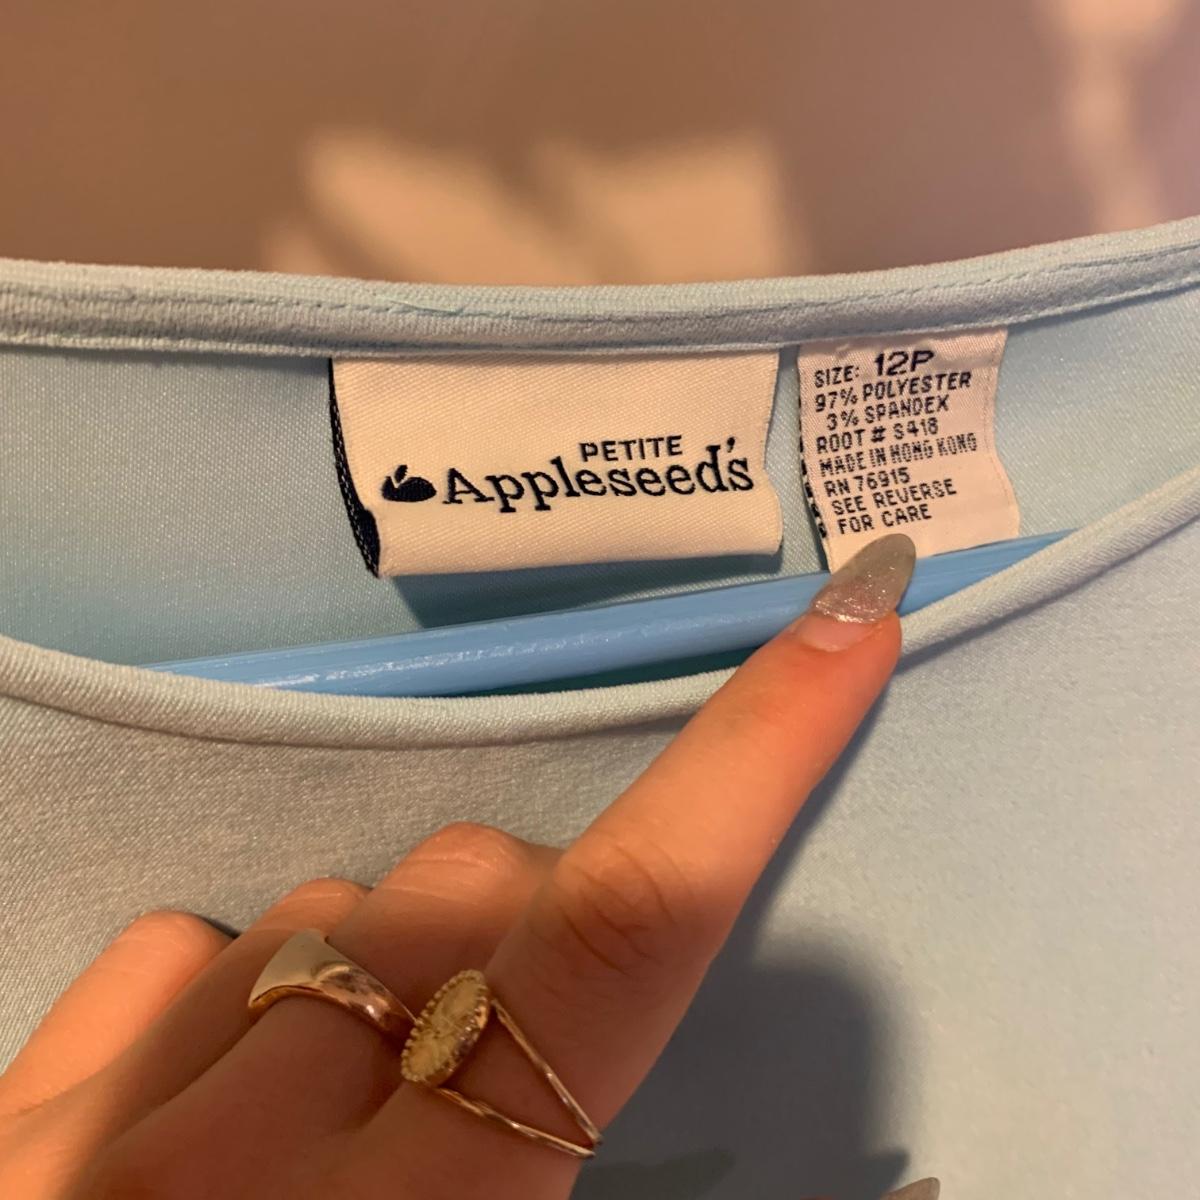 PETITE
Appleseed's
SIZE: 12P
97% POLYESTER
3% SPANDEX
ROOT # S418
MADE IN HONG KONG
RN 76915
SEE REVERSE
FOR CARE